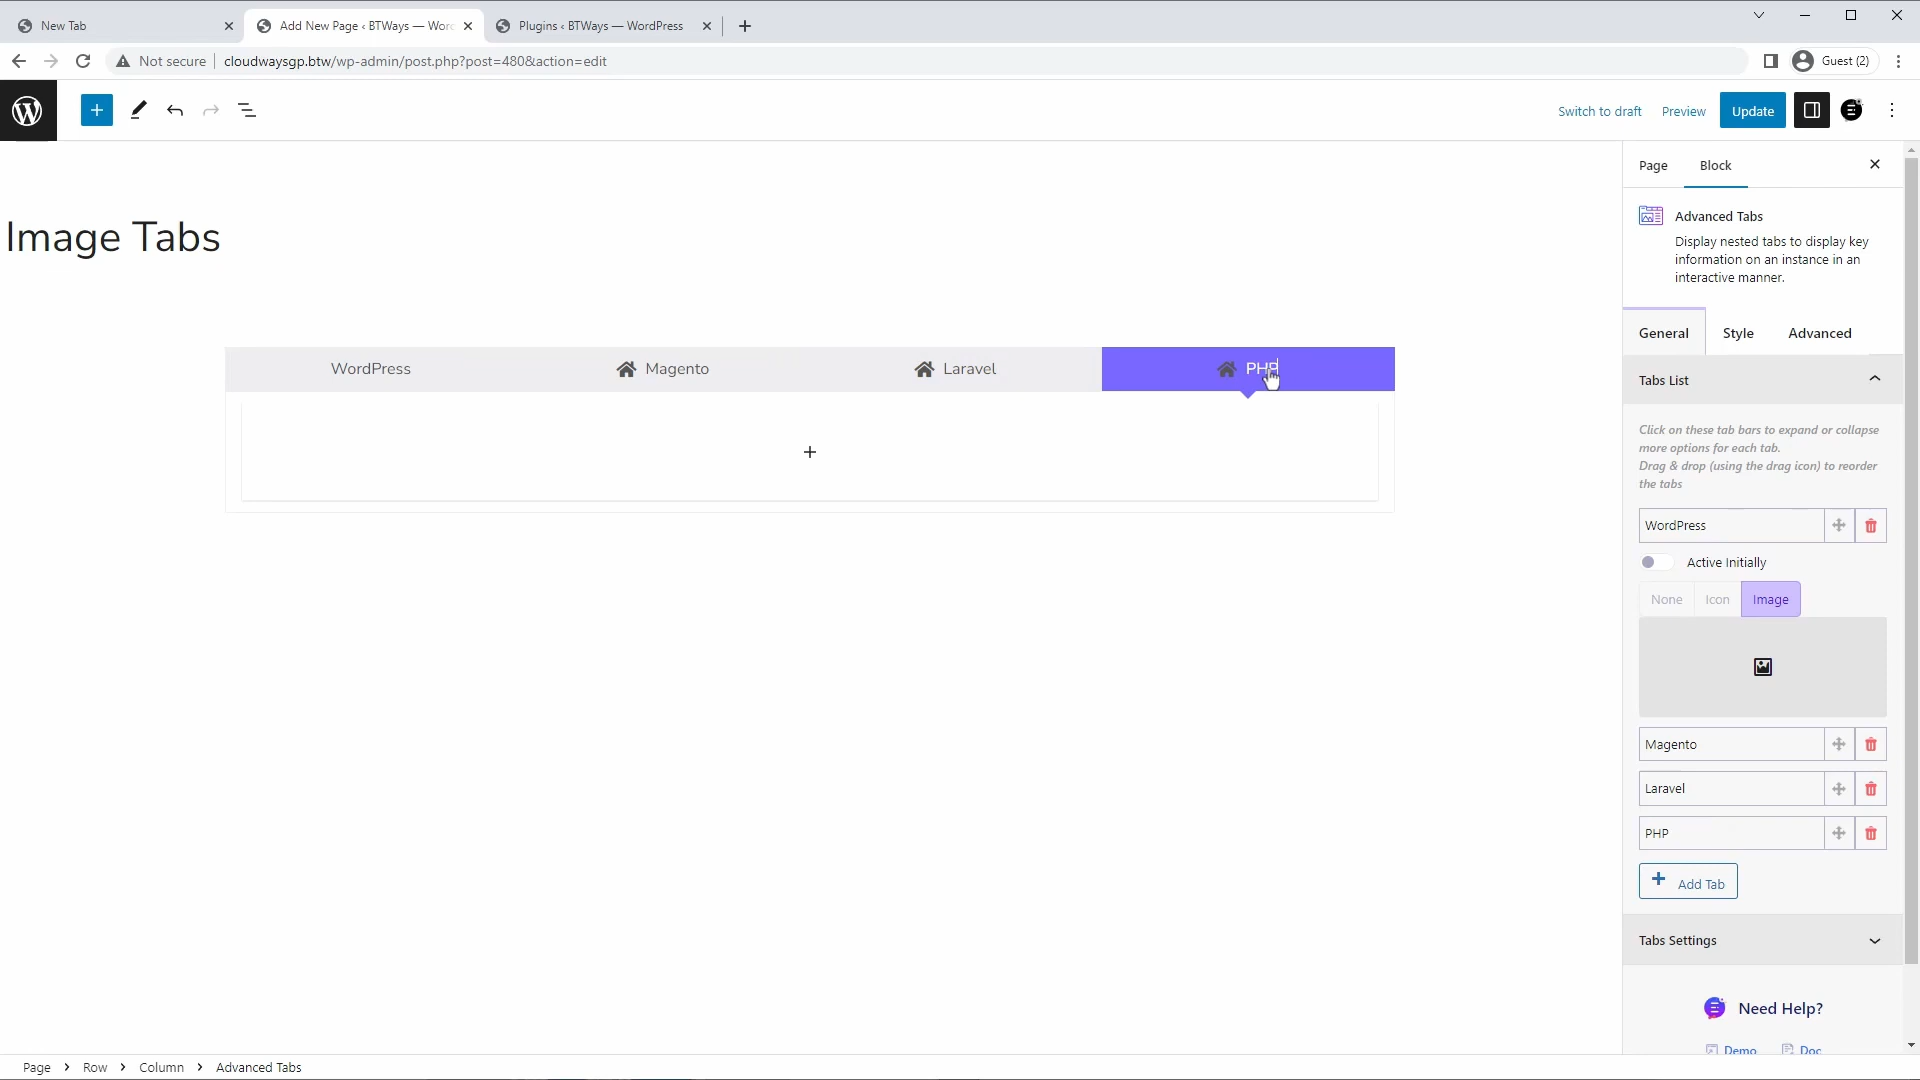 New Tab
Add New Page ‹ BTWays — Worc
Plugins ‹ BTWays — WordPress
Not secure
cloudwaysgp.btw/wp-admin/post.php?post=480&action=edit
Guest (2)
Switch to draft
Preview
Update
Page
Block
Image Tabs
Advanced Tabs
Display nested tabs to display key
information on an instance in an
interactive manner.
General
Style
Advanced
WordPress
Magento
Laravel
PHP
Tabs List
Click on these tab bars to expand or collapse
more options for each tab.
Drag & drop (using the drag icon) to reorder
the tabs
WordPress
Active Initially
None
Icon
Image
Magento
Laravel
PHP
Add Tab
Tabs Settings
Need Help?
Demo
Doc
Page
Row
Column
Advanced Tabs